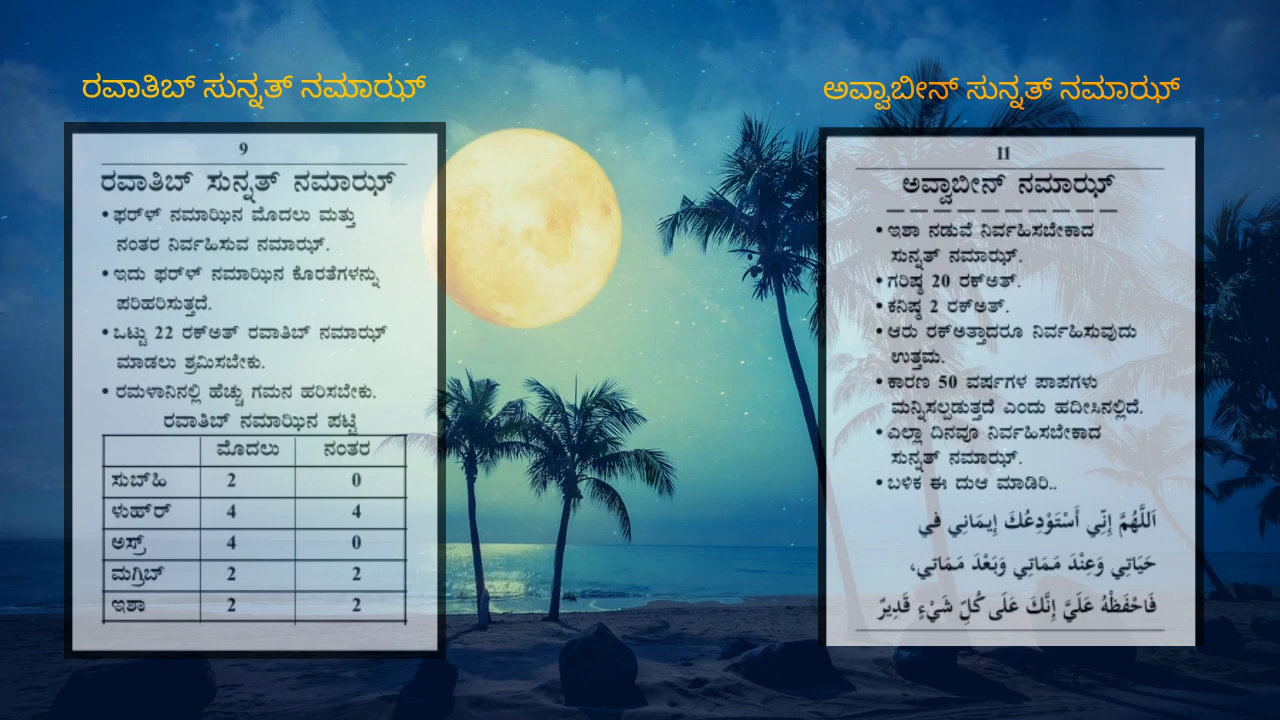 ರವಾತಿಬ್ ಸುನ್ನತ್ ನಮಾಝ್
9
ರವಾತಿಬ್ ಸುನ್ನತ್ ನಮಾಝ್
• ಫರ್ಳ್ ನಮಾಝಿನ ಮೊದಲು ಮತ್ತು
ನಂತರ ನಿರ್ವಹಿಸುವ ನಮಾಝ್.
• ಇದು ಫರ್ಳ್ ನಮಾಝಿನ ಕೊರತೆಗಳನ್ನು
ಪರಿಹರಿಸುತ್ತದೆ.
• ಒಟ್ಟು 22 ರಕ್ಅತ್ ರವಾತಿಬ್ ನಮಾಝ್
ಮಾಡಲು ಶ್ರಮಿಸಬೇಕು.
• ರಮಳಾನಿನಲ್ಲಿ ಹೆಚ್ಚು ಗಮನ ಹರಿಸಬೇಕು.
ರವಾತಿಬ್ ನಮಾಝಿನ ಪಟ್ಟಿ
ಮೊದಲು ನಂತರ
ಸುಬ್‌ಹಿ 2 0
ಳುಹ್‌ರ್ 4 4
ಅಸ್ರ್ 4 0
ಮಗ್ರಿಬ್ 2 2
ಇಶಾ 2 2
ಅವ್ವಾಬೀನ್ ಸುನ್ನತ್ ನಮಾಝ್
11
ಅವ್ವಾಬೀನ್ ನಮಾಝ್
• ಇಶಾ ನಡುವೆ ನಿರ್ವಹಿಸಬೇಕಾದ
ಸುನ್ನತ್ ನಮಾಝ್.
• ಗರಿಷ್ಠ 20 ರಕ್ಅತ್.
• ಕನಿಷ್ಠ 2 ರಕ್ಅತ್.
• ಆರು ರಕ್ಅತ್ತಾದರೂ ನಿರ್ವಹಿಸುವುದು
ಉತ್ತಮ.
• ಕಾರಣ 50 ವರ್ಷಗಳ ಪಾಪಗಳು
ಮನ್ನಿಸಲ್ಪಡುತ್ತದೆ ಎಂದು ಹದೀಸಿನಲ್ಲಿದೆ.
• ಎಲ್ಲಾ ದಿನವೂ ನಿರ್ವಹಿಸಬೇಕಾದ
ಸುನ್ನತ್ ನಮಾಝ್.
• ಬಳಿಕ ಈ ದುಆ ಮಾಡಿರಿ..
اَللَّهُمَّ إِنِّي أَسْتَوْدِعُكَ إِيمَانِي فِي
حَيَاتِي وَعِنْدَ مَمَاتِي وَبَعْدَ مَمَاتِي،
فَاحْفَظْهُ عَلَيَّ إِنَّكَ عَلَى كُلِّ شَيْءٍ قَدِيرٌ